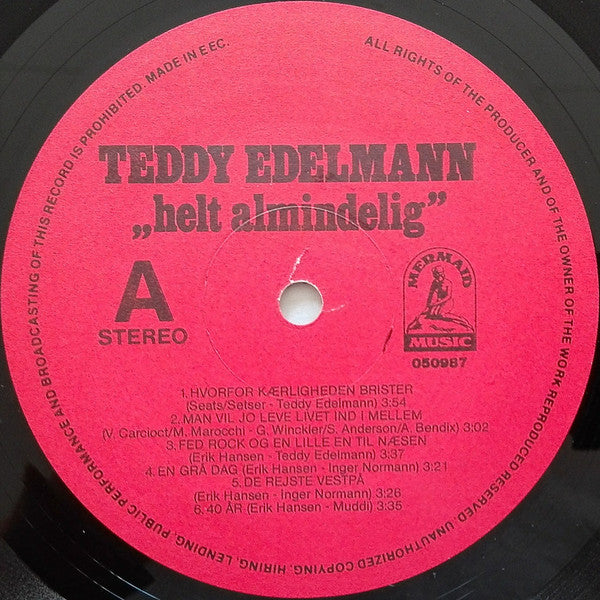 ALL RIGHTS OF THE PRODUCER AND OF THE OWNER OF THE WORK REPRODUCED RESERVED. UNAUTHORIZED COPYING, HIRING, LENDING, PUBLIC PERFORMANCE AND BROADCASTING OF THIS RECORD IS PROHIBITED. MADE IN EEC.
TEDDY EDELMANN
„helt almindelig”
A
STEREO
MERMAID
MUSIC
050987
1. HVORFOR KÆRLIGHEDEN BRISTER
(Seats/Setser - Teddy Edelmann) 3:54
2. MAN VIL JO LEVE LIVET IND I MELLEM
(V. Carcioct/M. Marocchi - G. Winckler/S. Anderson/A. Bendix) 3:02
3. FED ROCK OG EN LILLE EN TIL NÆSEN
(Erik Hansen - Teddy Edelmann) 3:37
4. EN GRÅ DAG (Erik Hansen - Inger Normann) 3:21
5. DE REJSTE VESTPÅ
(Erik Hansen - Inger Normann) 3:26
6. 40 ÅR (Erik Hansen - Muddi) 3:35